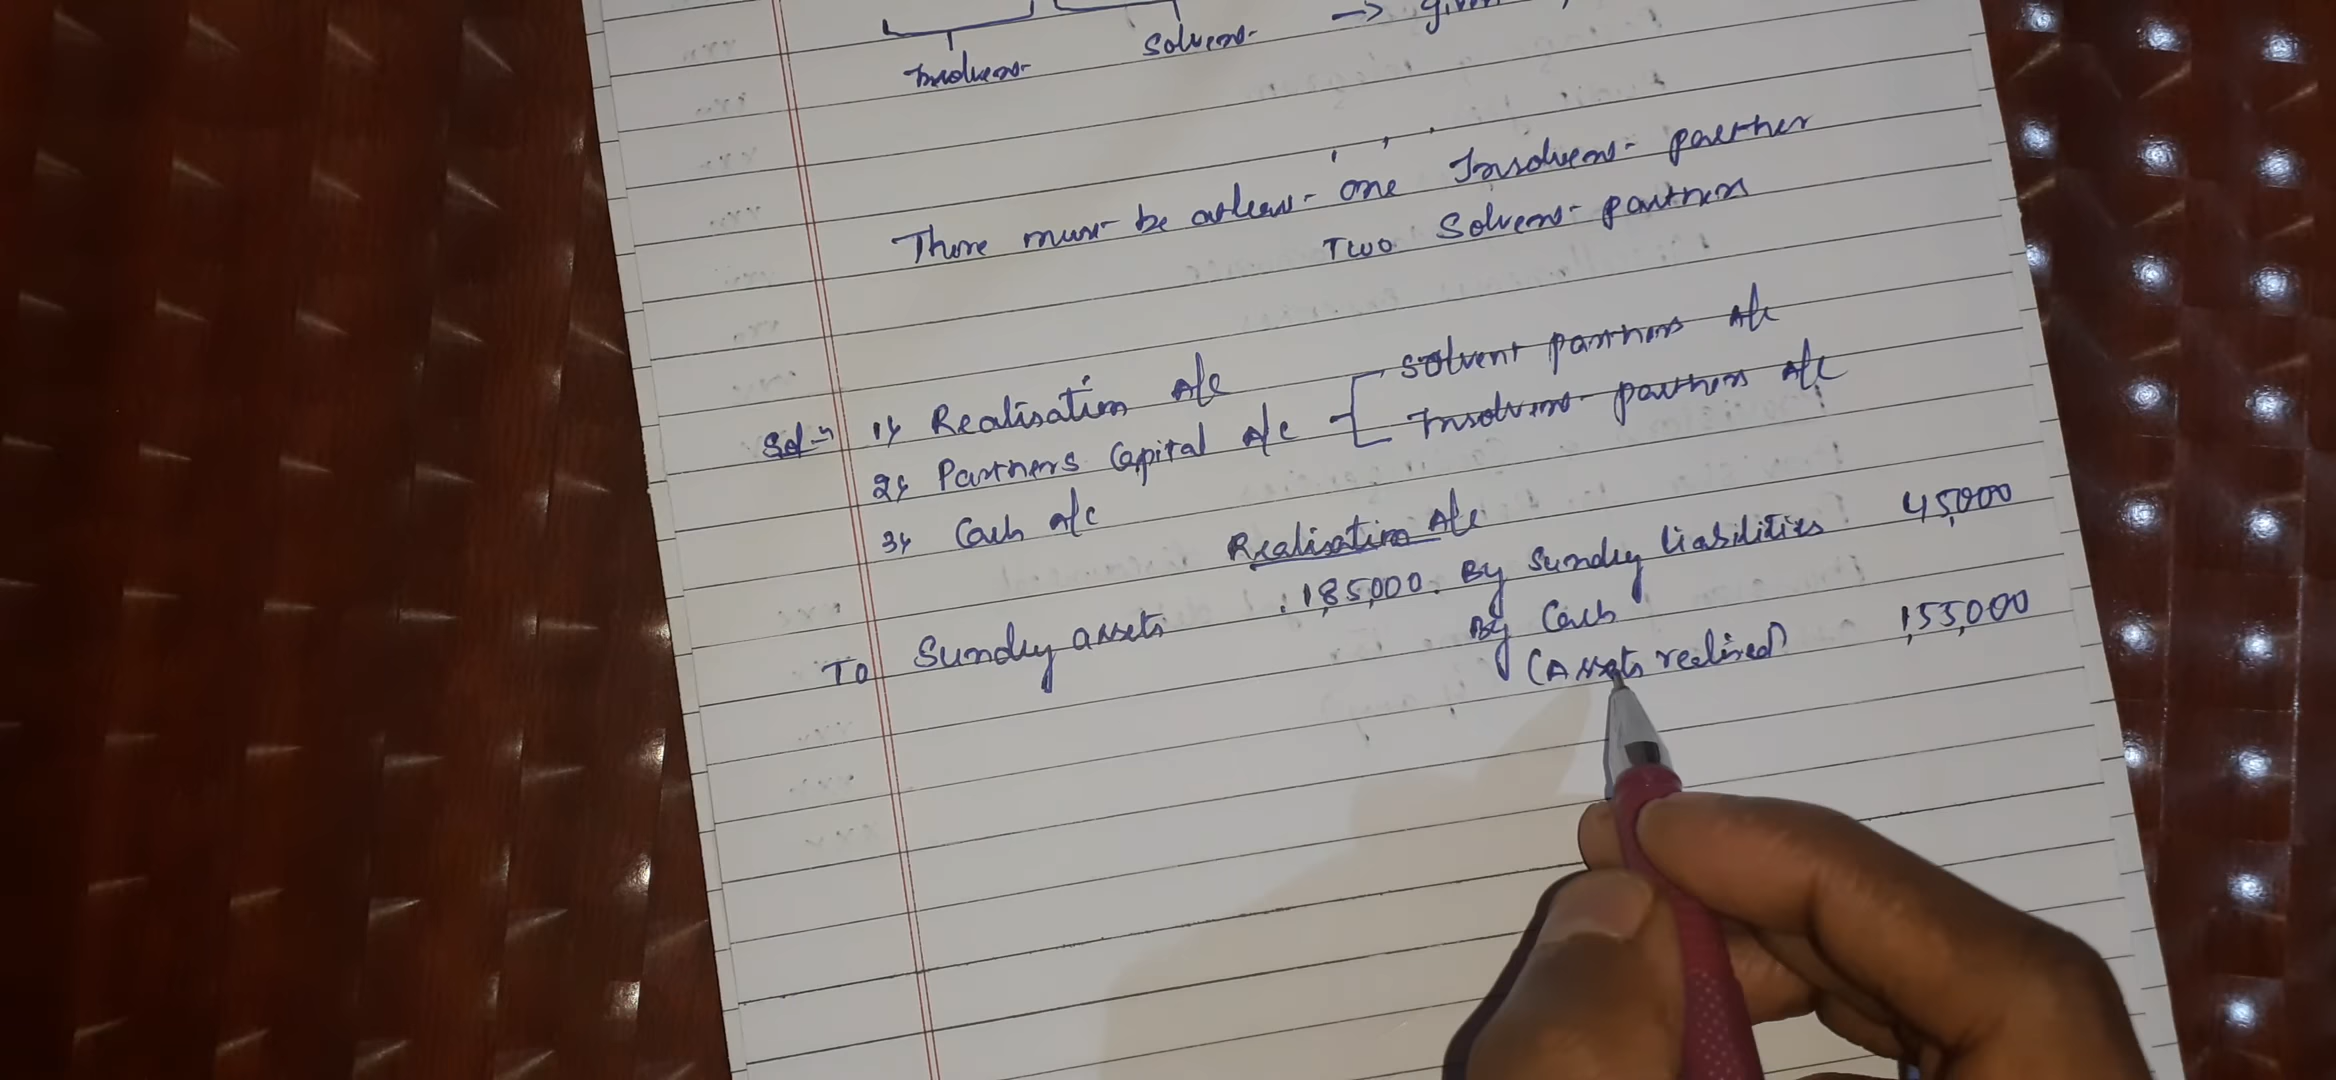 Insolvent Solvent → given
There must be atleast one Insolvent partner
Two Solvent partners
Sol:- 1) Realisation A/c
2) Partners Capital A/c { Solvent partners A/c
Insolvent partners A/c
3) Cash A/c
Realisation A/c
To Sundry assets 1,85,000 By Sundry liabilities 45,000
By Cash
(Assets realised) 1,55,000